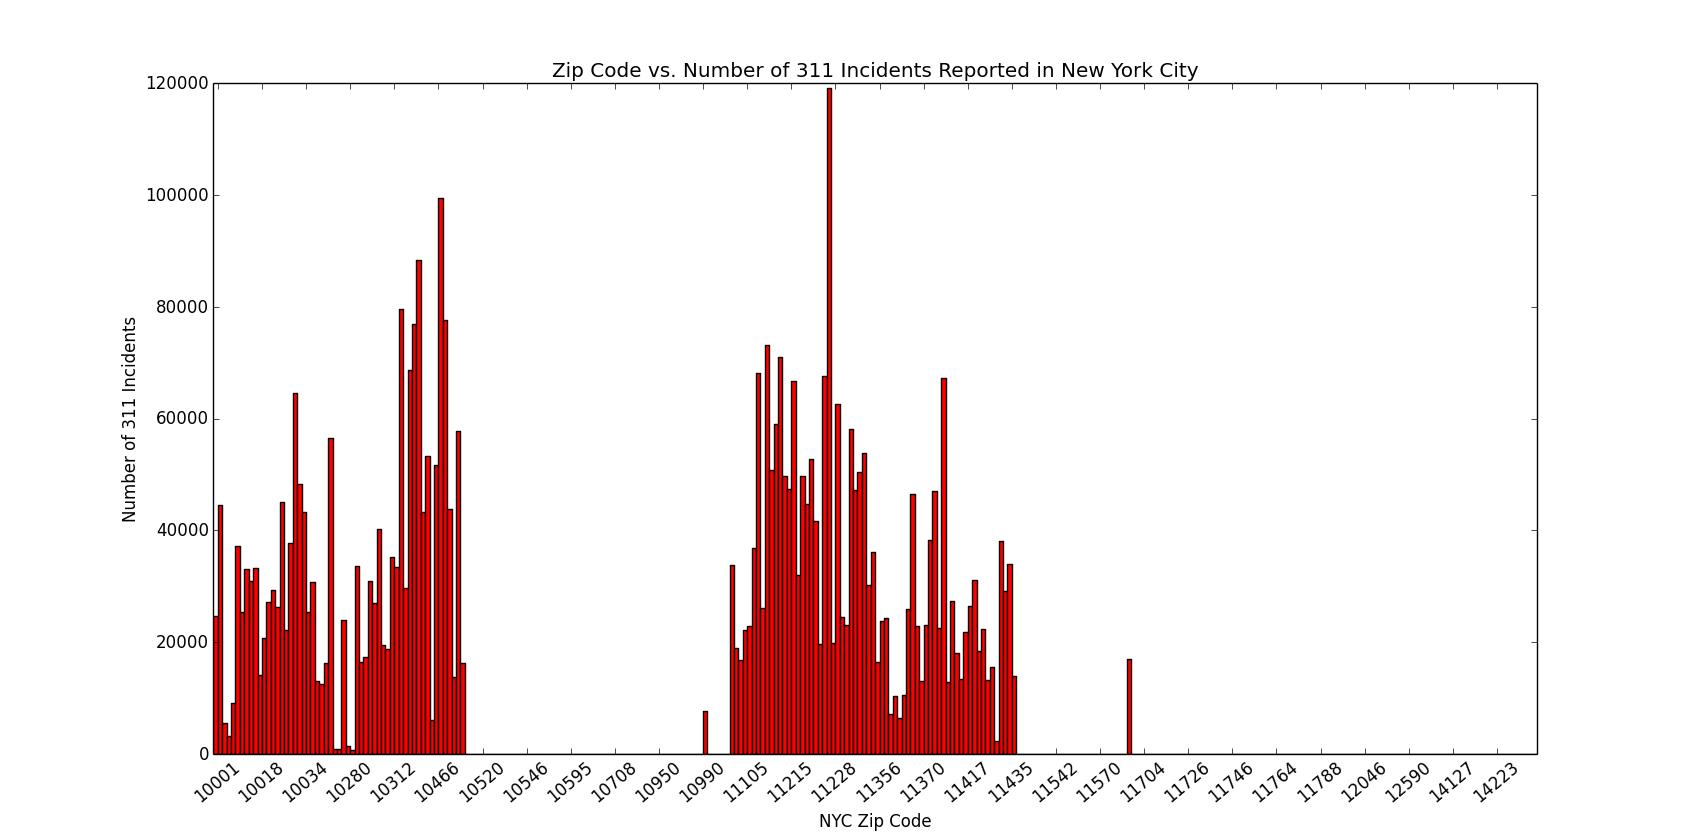 Zip Code vs. Number of 311 Incidents Reported in New York City
120000
100000
80000
60000
40000
20000
0
Number of 311 Incidents
10001 10018 10034 10280 10312 10466 10520 10546 10595 10708 10950 10990 11105 11215 11228 11356 11370 11417 11435 11542 11570 11704 11726 11746 11764 11788 12046 12590 14127 14223
NYC Zip Code